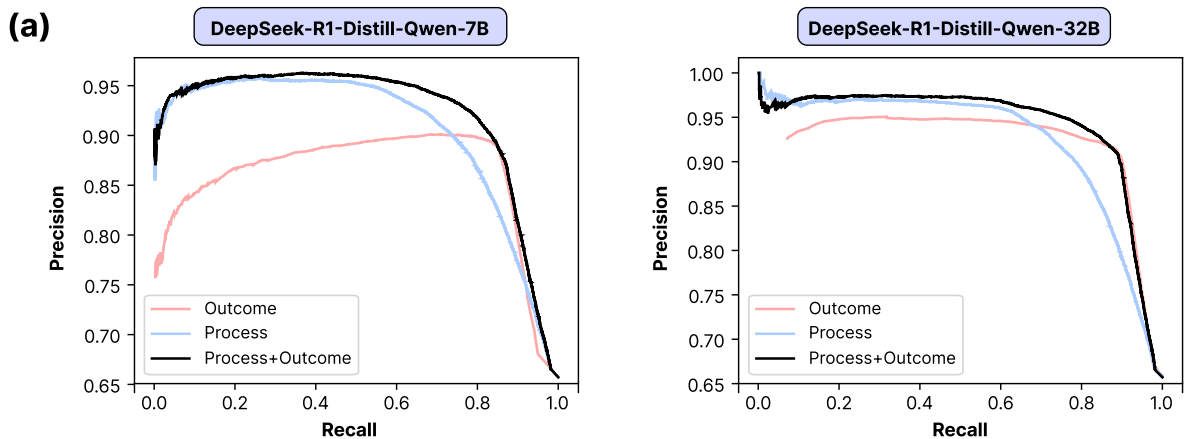 (a)
DeepSeek-R1-Distill-Qwen-7B
Precision
0.95
0.90
0.85
0.80
0.75
0.70
0.65
Outcome
Process
Process+Outcome
0.0 0.2 0.4 0.6 0.8 1.0
Recall
DeepSeek-R1-Distill-Qwen-32B
Precision
1.00
0.95
0.90
0.85
0.80
0.75
0.70
0.65
Outcome
Process
Process+Outcome
0.0 0.2 0.4 0.6 0.8 1.0
Recall